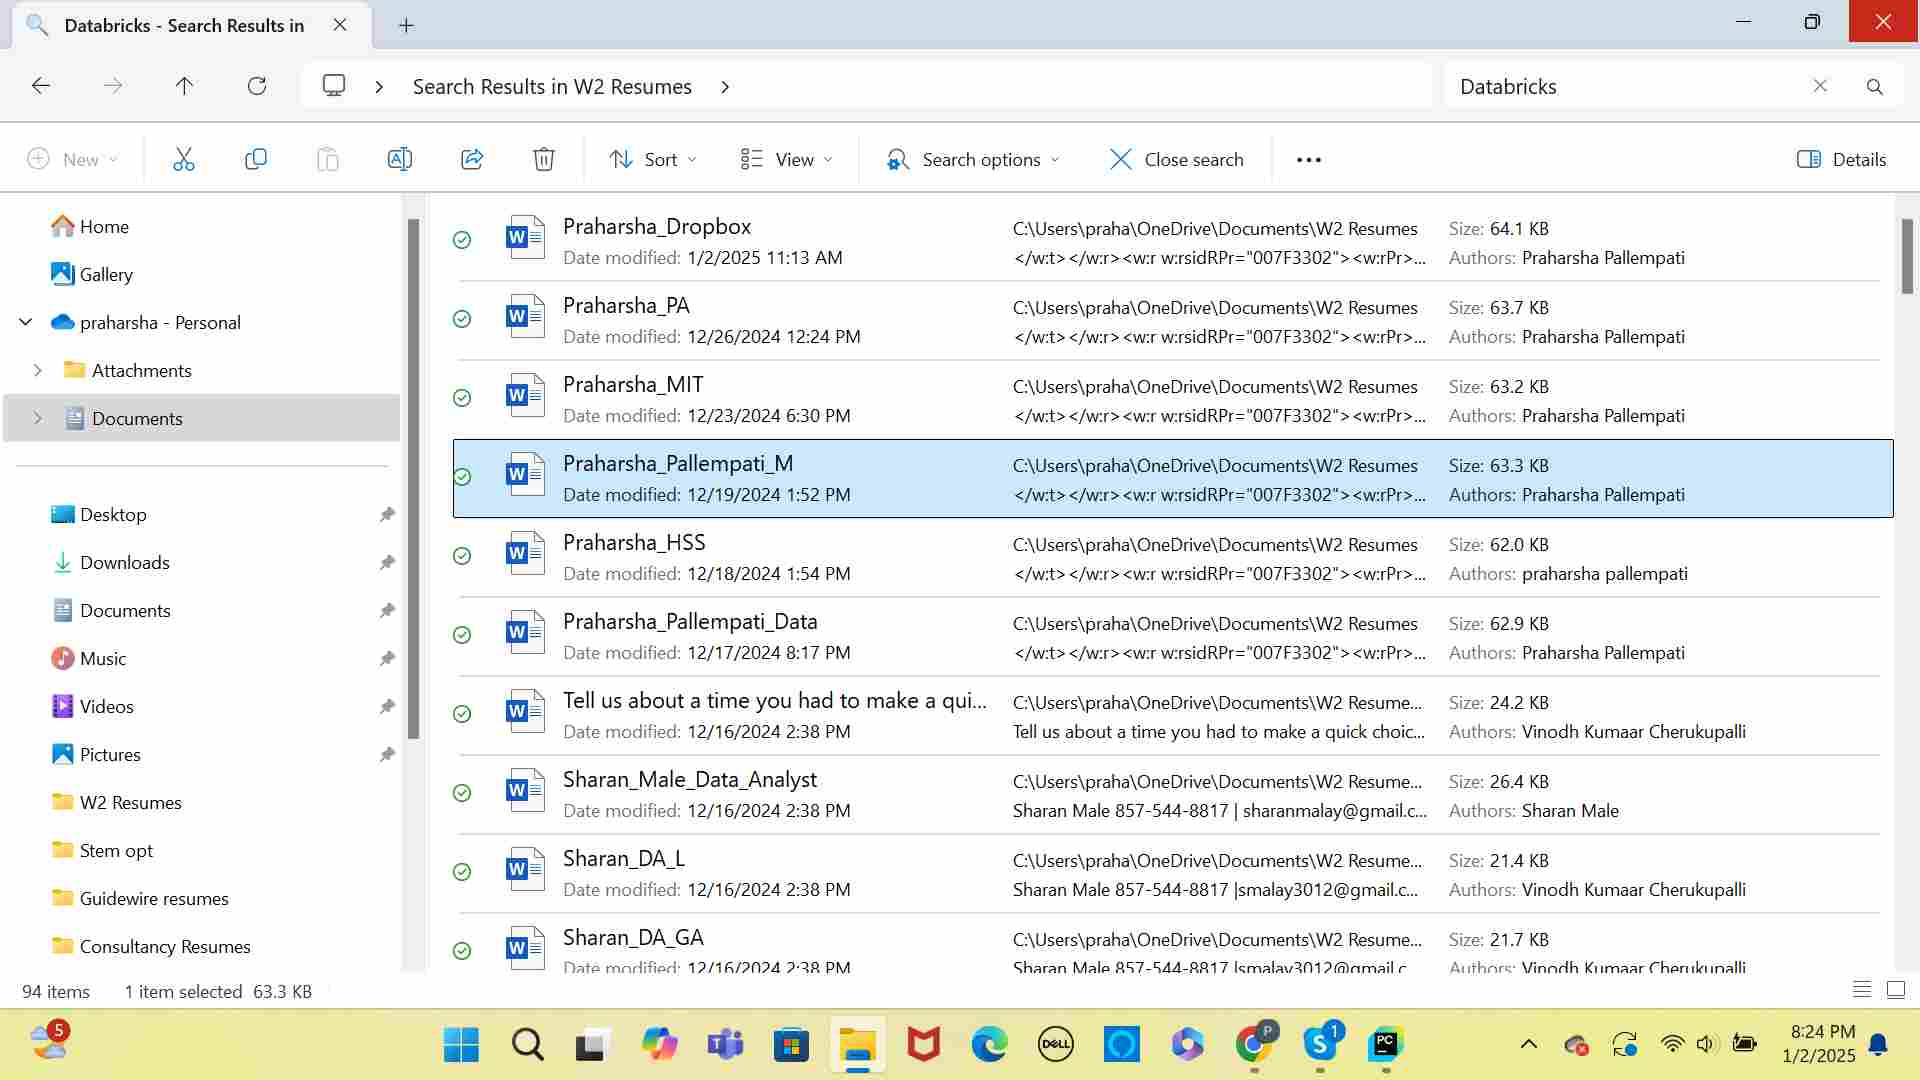 Databricks - Search Results in
Search Results in W2 Resumes
Databricks
New
Sort
View
Search options
Close search
Details
Home
Gallery
praharsha - Personal
Attachments
Documents
Desktop
Downloads
Documents
Music
Videos
Pictures
W2 Resumes
Stem opt
Guidewire resumes
Consultancy Resumes
Praharsha_Dropbox C:\Users\praha\OneDrive\Documents\W2 Resumes Size: 64.1 KB
Date modified: 1/2/2025 11:13 AM </w:t></w:r><w:r w:rsidRPr="007F3302"><w:rPr>... Authors: Praharsha Pallempati
Praharsha_PA C:\Users\praha\OneDrive\Documents\W2 Resumes Size: 63.7 KB
Date modified: 12/26/2024 12:24 PM </w:t></w:r><w:r w:rsidRPr="007F3302"><w:rPr>... Authors: Praharsha Pallempati
Praharsha_MIT C:\Users\praha\OneDrive\Documents\W2 Resumes Size: 63.2 KB
Date modified: 12/23/2024 6:30 PM </w:t></w:r><w:r w:rsidRPr="007F3302"><w:rPr>... Authors: Praharsha Pallempati
Praharsha_Pallempati_M C:\Users\praha\OneDrive\Documents\W2 Resumes Size: 63.3 KB
Date modified: 12/19/2024 1:52 PM </w:t></w:r><w:r w:rsidRPr="007F3302"><w:rPr>... Authors: Praharsha Pallempati
Praharsha_HSS C:\Users\praha\OneDrive\Documents\W2 Resumes Size: 62.0 KB
Date modified: 12/18/2024 1:54 PM </w:t></w:r><w:r w:rsidRPr="007F3302"><w:rPr>... Authors: praharsha pallempati
Praharsha_Pallempati_Data C:\Users\praha\OneDrive\Documents\W2 Resumes Size: 62.9 KB
Date modified: 12/17/2024 8:17 PM </w:t></w:r><w:r w:rsidRPr="007F3302"><w:rPr>... Authors: Praharsha Pallempati
Tell us about a time you had to make a qui... C:\Users\praha\OneDrive\Documents\W2 Resume... Size: 24.2 KB
Date modified: 12/16/2024 2:38 PM Tell us about a time you had to make a quick choic... Authors: Vinodh Kumaar Cherukupalli
Sharan_Male_Data_Analyst C:\Users\praha\OneDrive\Documents\W2 Resume... Size: 26.4 KB
Date modified: 12/16/2024 2:38 PM Sharan Male 857-544-8817 | sharanmalay@gmail.c... Authors: Sharan Male
Sharan_DA_L C:\Users\praha\OneDrive\Documents\W2 Resume... Size: 21.4 KB
Date modified: 12/16/2024 2:38 PM Sharan Male 857-544-8817 |smalay3012@gmail.c... Authors: Vinodh Kumaar Cherukupalli
Sharan_DA_GA C:\Users\praha\OneDrive\Documents\W2 Resume... Size: 21.7 KB
Date modified: 12/16/2024 2:38 PM Sharan Male 857-544-8817 |smalay3012@gmail.c... Authors: Vinodh Kumaar Cherukupalli
94 items 1 item selected 63.3 KB
5
DELL
P
1
PC
8:24 PM
1/2/2025